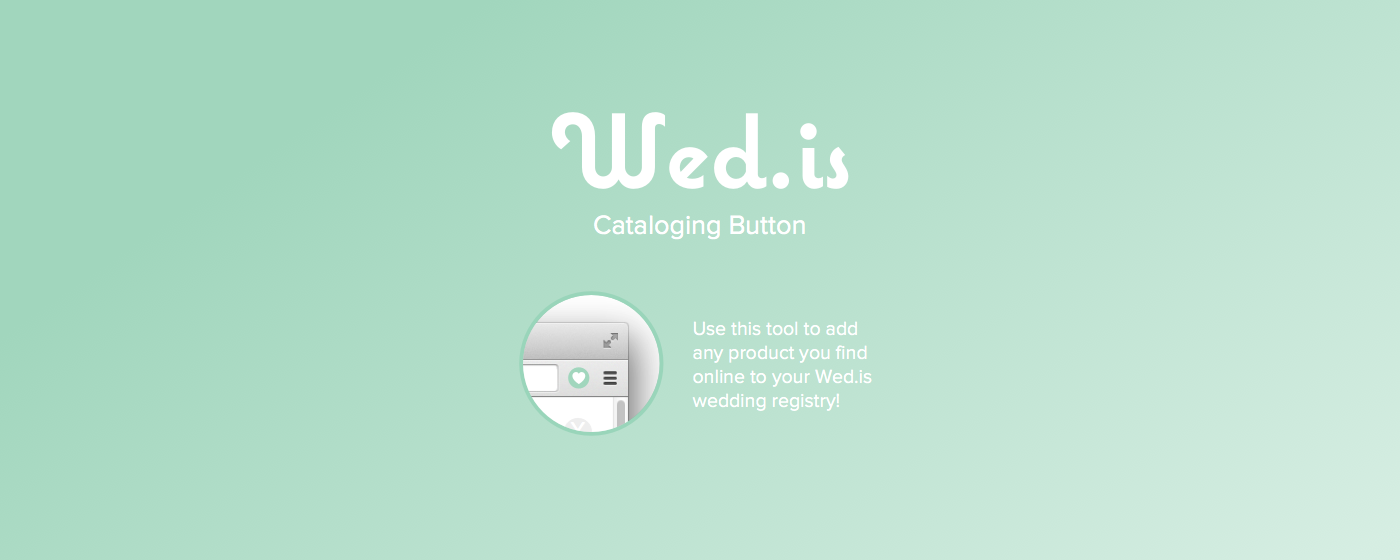 Wed.is
Cataloging Button
Use this tool to add
any product you find
online to your Wed.is
wedding registry!